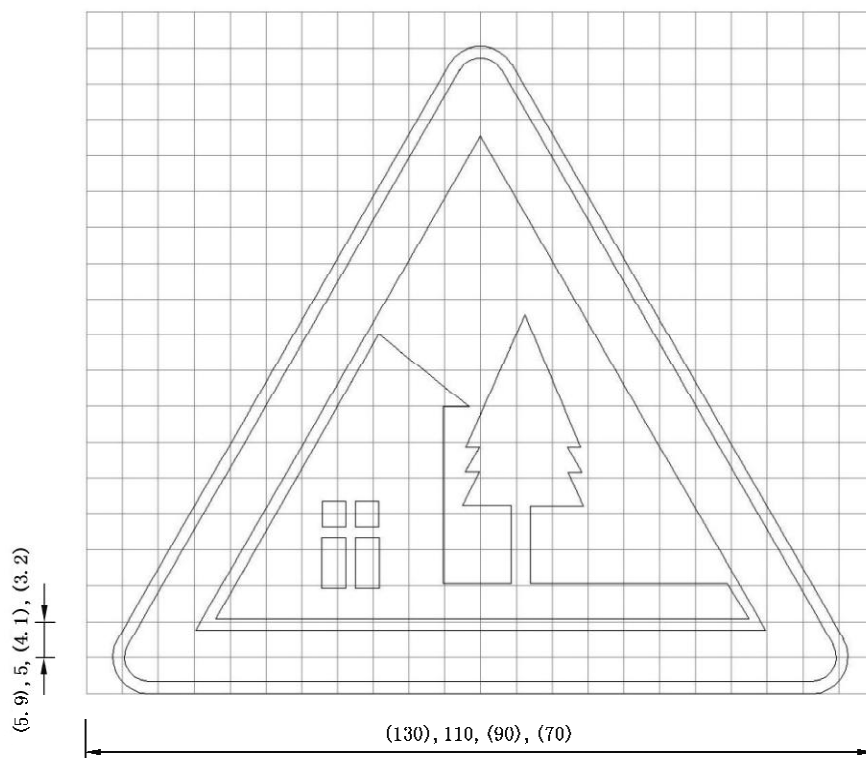 (5.9), 5, (4.1), (3.2)
(130), 110, (90), (70)